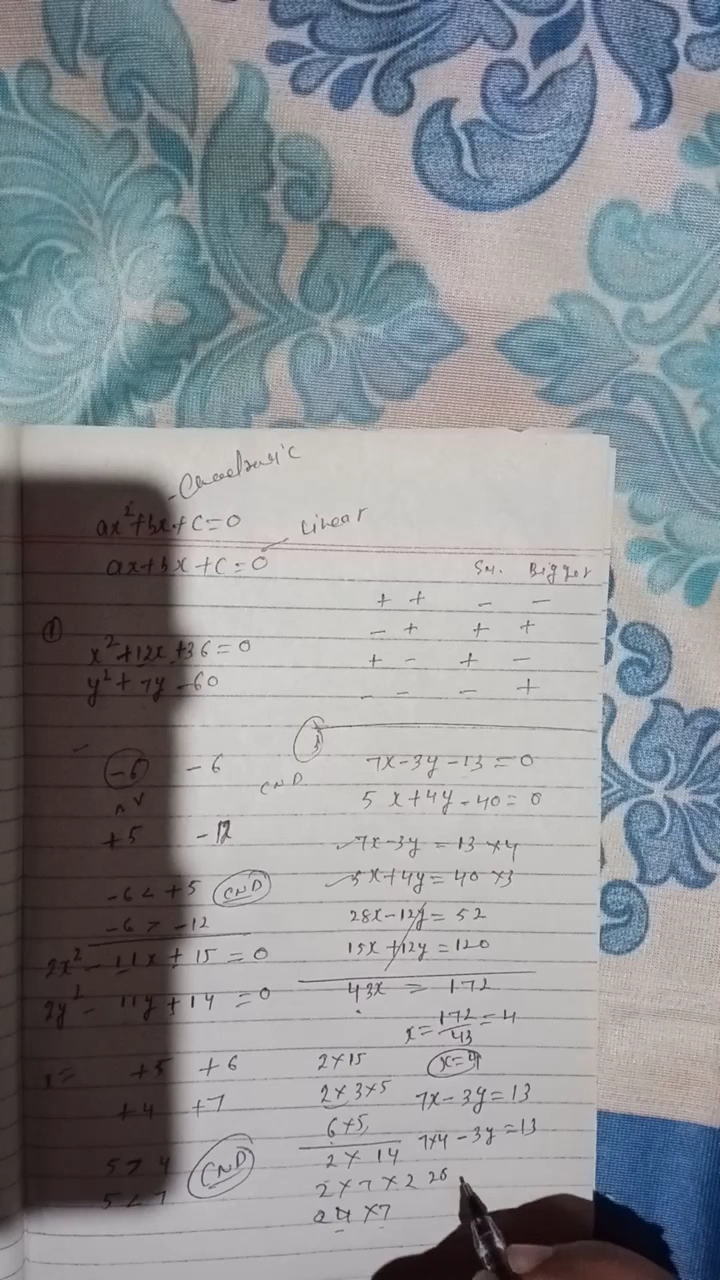 Quadratic
ax²+bx+c=0
Linear
ax+bx+c=0
Sm. Bigger
+ + - -
- + + +
+ - + -
- - - +
①
x²+12x+36=0
y²+7y-60
-6 -6
∧ ∨
+5 -12
-6 < +5 CND
-6 > -12
2x²-11x+15=0
2y²-11y+14=0
x= +5 +6
+4 +7
5 > 4
5 < 7
CND
2×15
2×3×5
6+5
2×14
2×7×2
4×7
CND
7x-3y-13=0
5x+4y-40=0
7x-3y=13×4
5x+4y=40×3
28x-12y=52
15x+12y=120
43x=172
x=172/43=4
x=4
7x-3y=13
7×4-3y=13
28